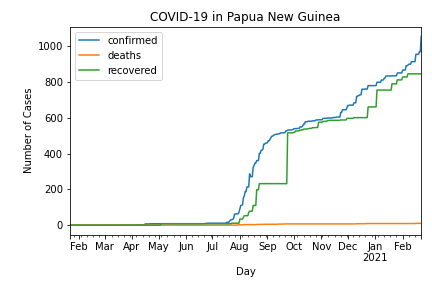 COVID-19 in Papua New Guinea
confirmed
deaths
recovered
Number of Cases
1000
800
600
400
200
0
Feb Mar Apr May Jun Jul Aug Sep Oct Nov Dec Jan Feb
2021
Day